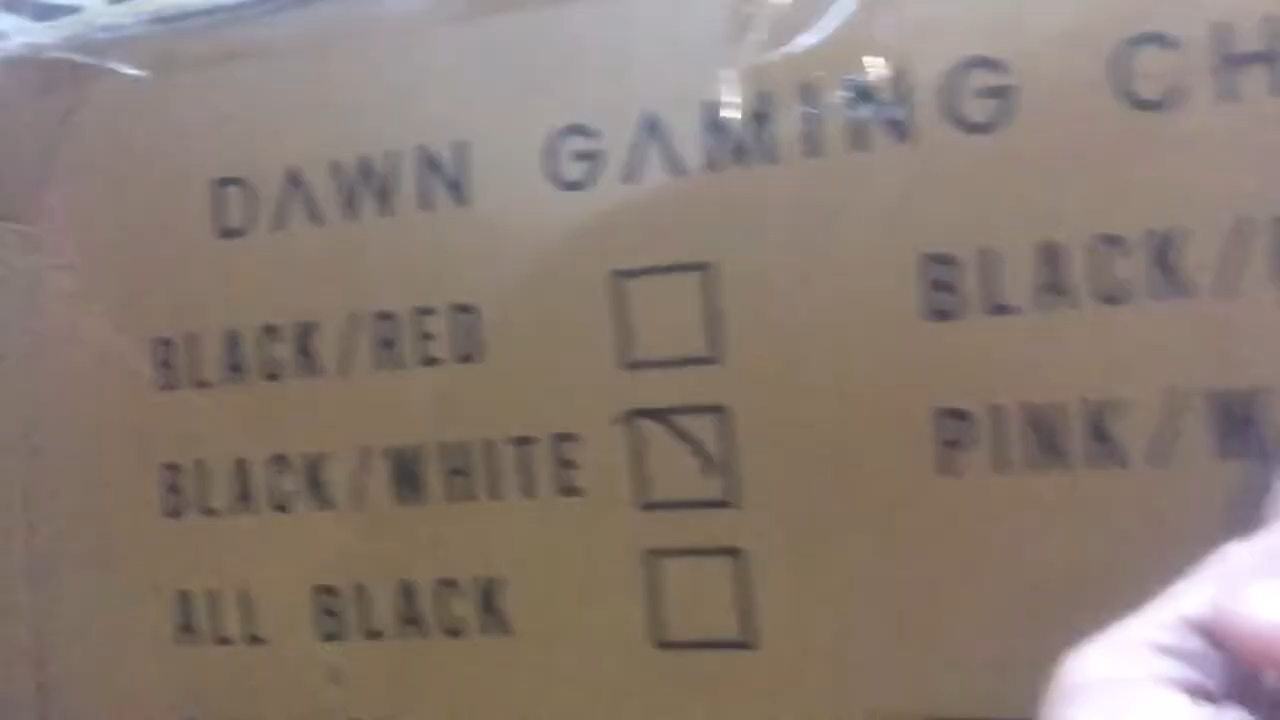 DAWN GAMING CH
BLACK/RED
BLACK/
BLACK/WHITE
PINK/W
ALL BLACK